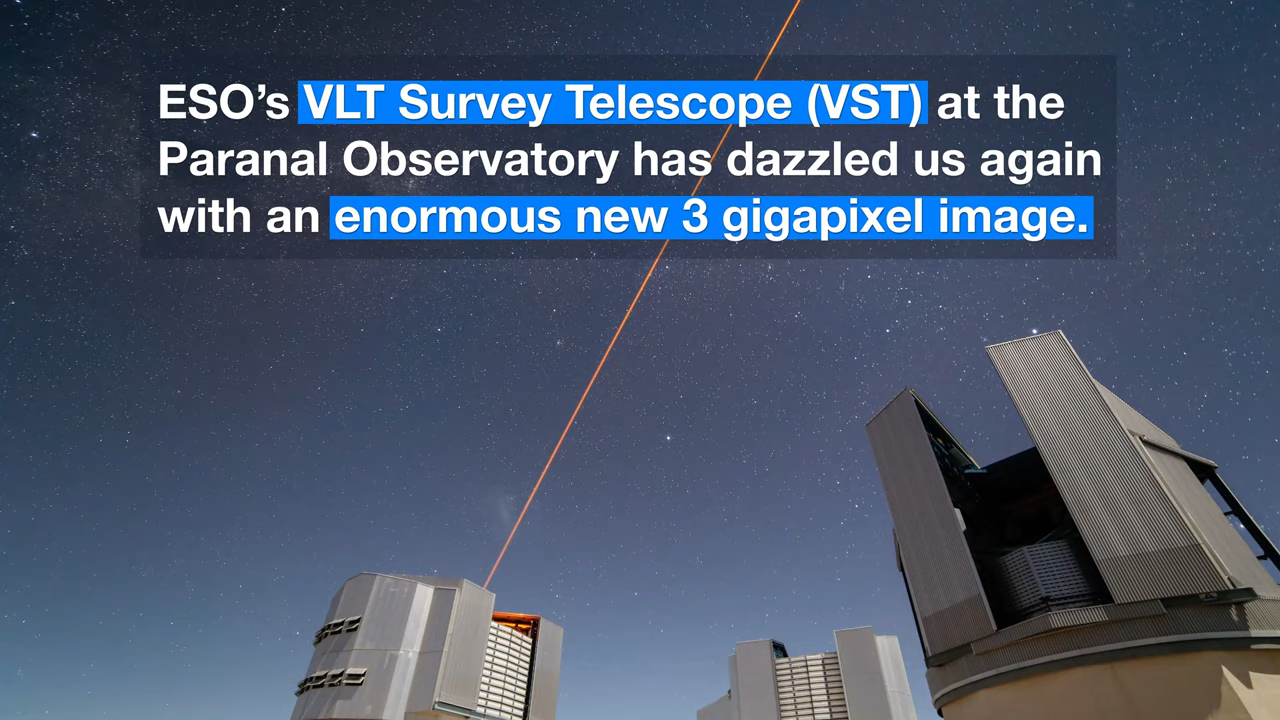 ESO’s VLT Survey Telescope (VST) at the
Paranal Observatory has dazzled us again
with an enormous new 3 gigapixel image.